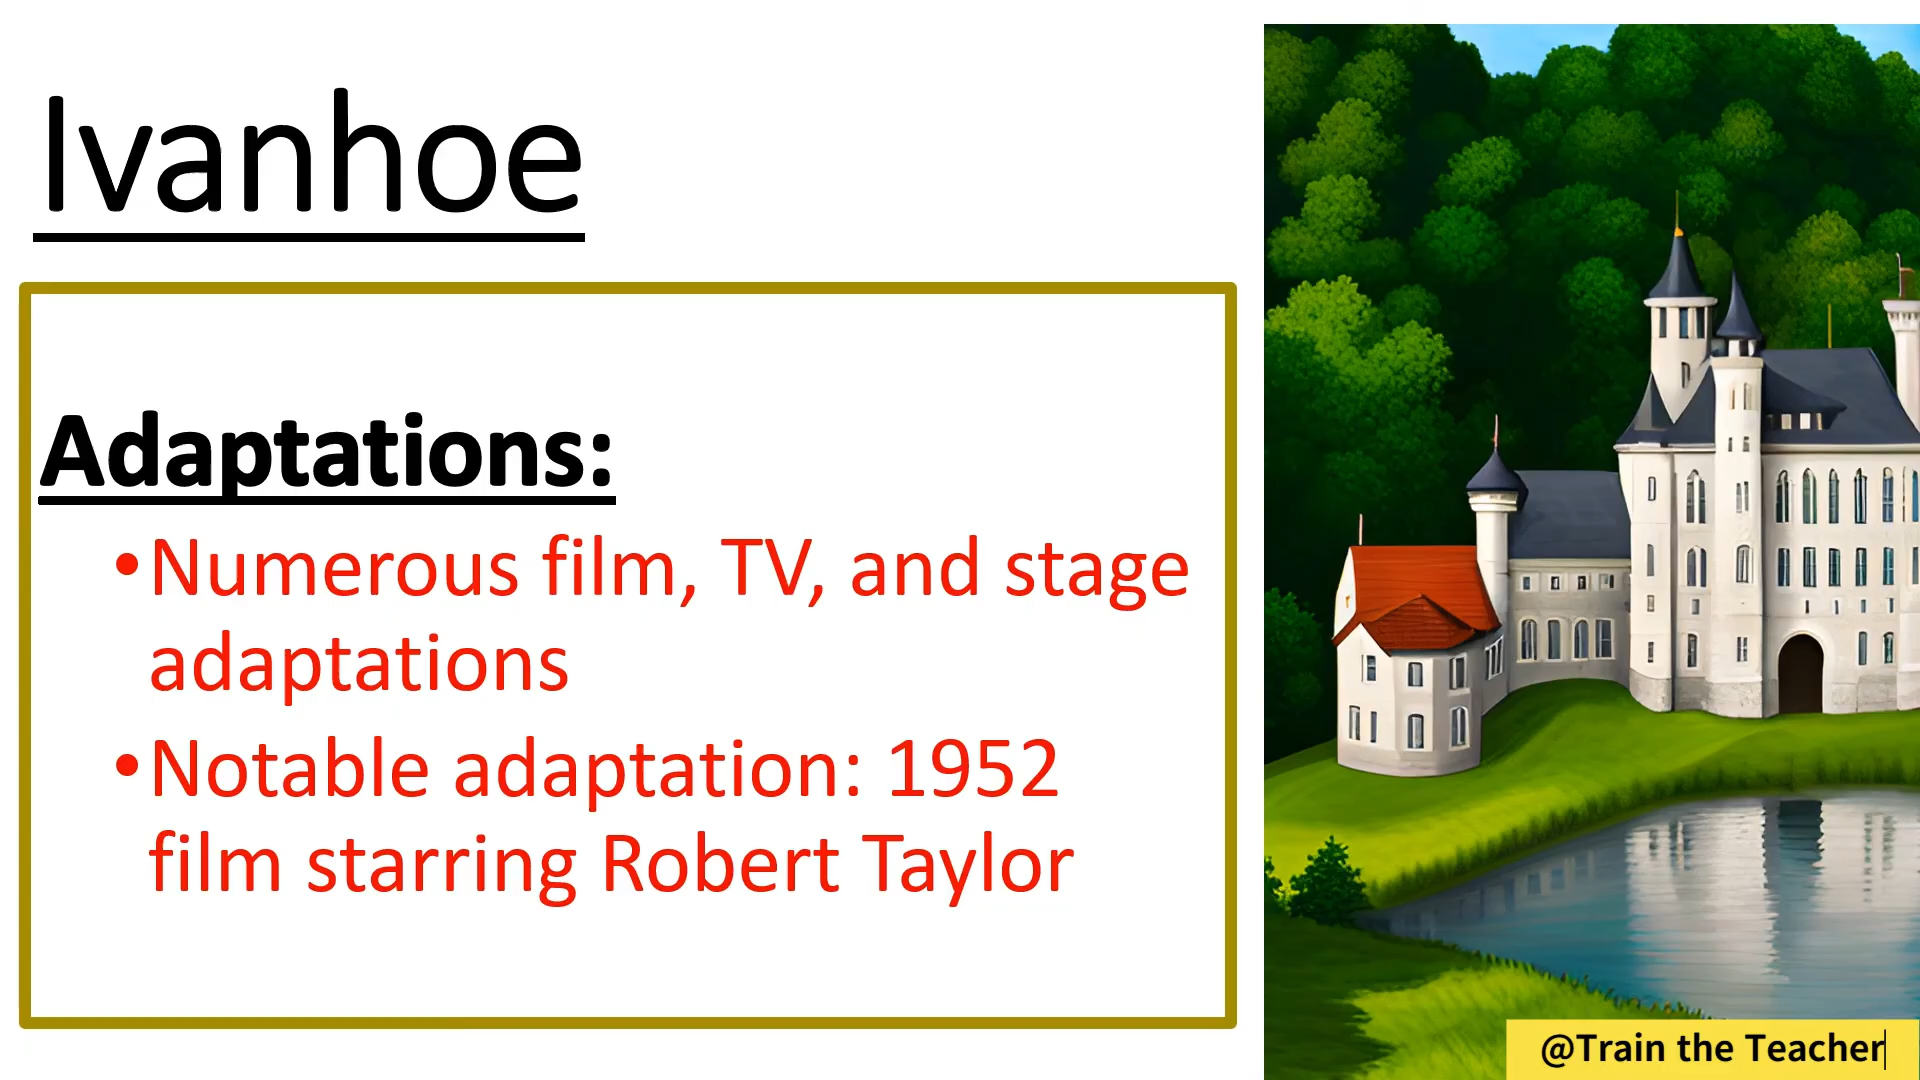 Ivanhoe
Adaptations:
•Numerous film, TV, and stage
adaptations
•Notable adaptation: 1952
film starring Robert Taylor
@Train the Teacher